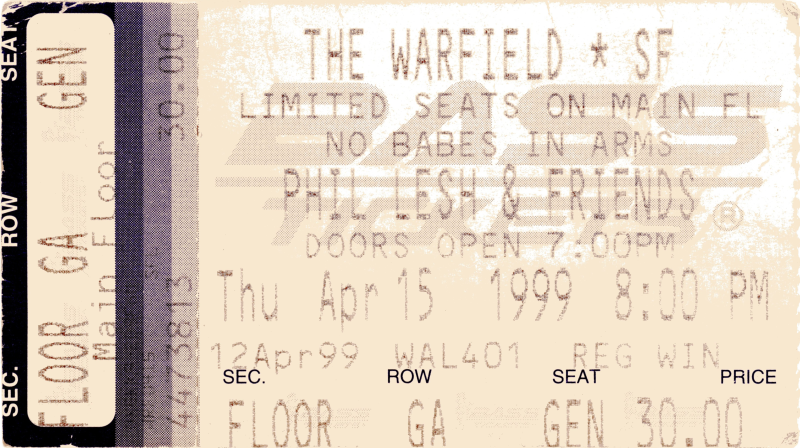 THE WARFIELD * SF
LIMITED SEATS ON MAIN FL
NO BABES IN ARMS
PHIL LESH & FRIENDS
DOORS OPEN 7:00PM
Thu Apr 15 1999 8:00 PM
12Apr99 WAL401 REG WIN
SEC. ROW SEAT PRICE
FLOOR GA GEN 30.00
SEC. ROW SEAT
FLOOR GA GEN
Main Floor
4473813 30.00
BASS
TICKETS®